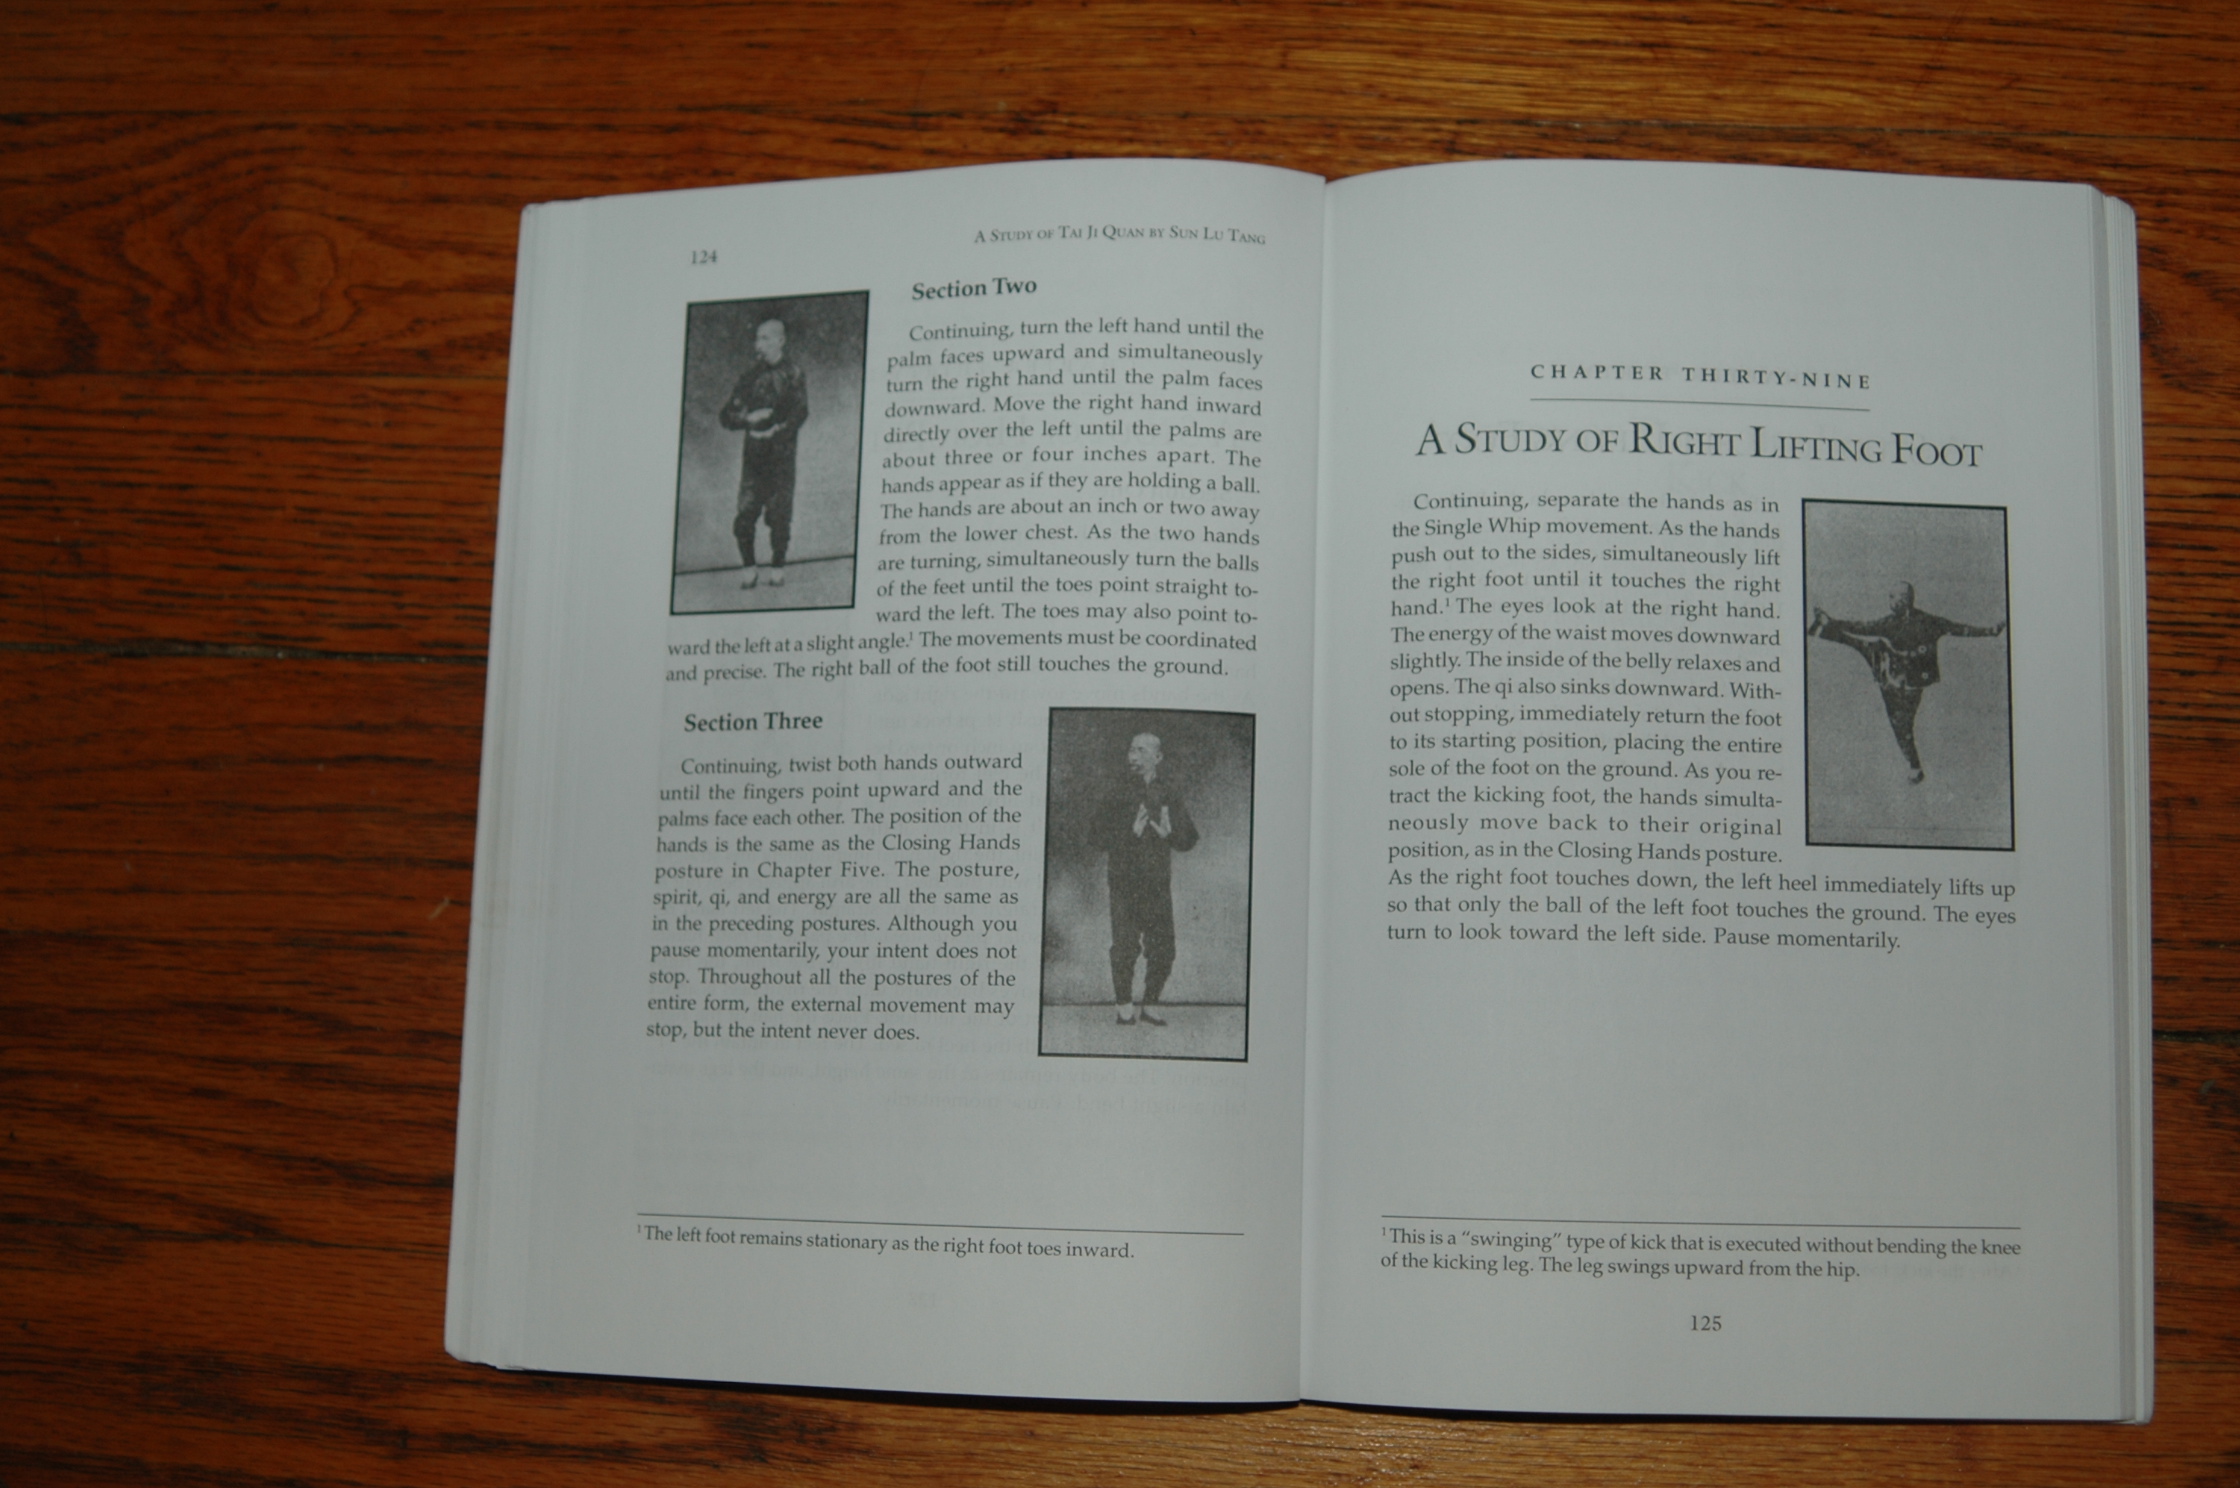 124
A STUDY OF TAI JI QUAN BY SUN LU TANG
Section Two
Continuing, turn the left hand until the
palm faces upward and simultaneously
turn the right hand until the palm faces
downward. Move the right hand inward
directly over the left until the palms are
about three or four inches apart. The
hands appear as if they are holding a ball.
The hands are about an inch or two away
from the lower chest. As the two hands
are turning, simultaneously turn the balls
of the feet until the toes point straight to-
ward the left. The toes may also point to-
ward the left at a slight angle.¹ The movements must be coordinated
and precise. The right ball of the foot still touches the ground.
Section Three
Continuing, twist both hands outward
until the fingers point upward and the
palms face each other. The position of the
hands is the same as the Closing Hands
posture in Chapter Five. The posture,
spirit, qi, and energy are all the same as
in the preceding postures. Although you
pause momentarily, your intent does not
stop. Throughout all the postures of the
entire form, the external movement may
stop, but the intent never does.
¹The left foot remains stationary as the right foot toes inward.
CHAPTER THIRTY-NINE
A STUDY OF RIGHT LIFTING FOOT
Continuing, separate the hands as in
the Single Whip movement. As the hands
push out to the sides, simultaneously lift
the right foot until it touches the right
hand.¹ The eyes look at the right hand.
The energy of the waist moves downward
slightly. The inside of the belly relaxes and
opens. The qi also sinks downward. With-
out stopping, immediately return the foot
to its starting position, placing the entire
sole of the foot on the ground. As you re-
tract the kicking foot, the hands simulta-
neously move back to their original
position, as in the Closing Hands posture.
As the right foot touches down, the left heel immediately lifts up
so that only the ball of the left foot touches the ground. The eyes
turn to look toward the left side. Pause momentarily.
¹This is a "swinging" type of kick that is executed without bending the knee
of the kicking leg. The leg swings upward from the hip.
125